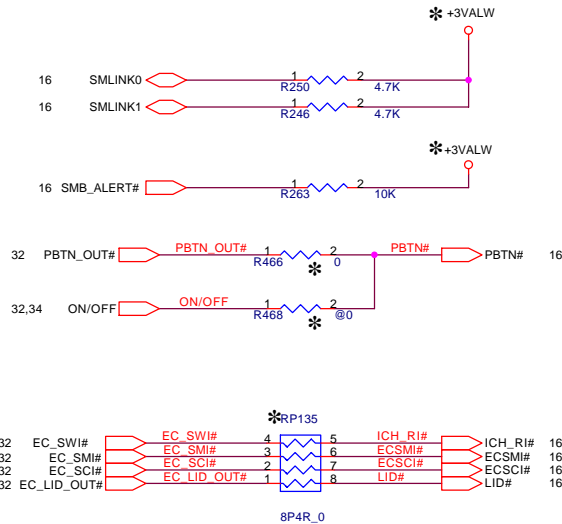 * +3VALW
16 SMLINK0 1 R250 2 4.7K
16 SMLINK1 1 R246 2 4.7K
* +3VALW
16 SMB_ALERT# 1 R263 2 10K
32 PBTN_OUT# PBTN_OUT# 1 R466 2 0 * PBTN# PBTN# 16
32,34 ON/OFF ON/OFF 1 R468 2 @0 *
* RP135
32 EC_SWI# EC_SWI# 4 5 ICH_RI# ICH_RI# 16
32 EC_SMI# EC_SMI# 3 6 ECSMI# ECSMI# 16
32 EC_SCI# EC_SCI# 2 7 ECSCI# ECSCI# 16
32 EC_LID_OUT# EC_LID_OUT# 1 8 LID# LID# 16
8P4R_0